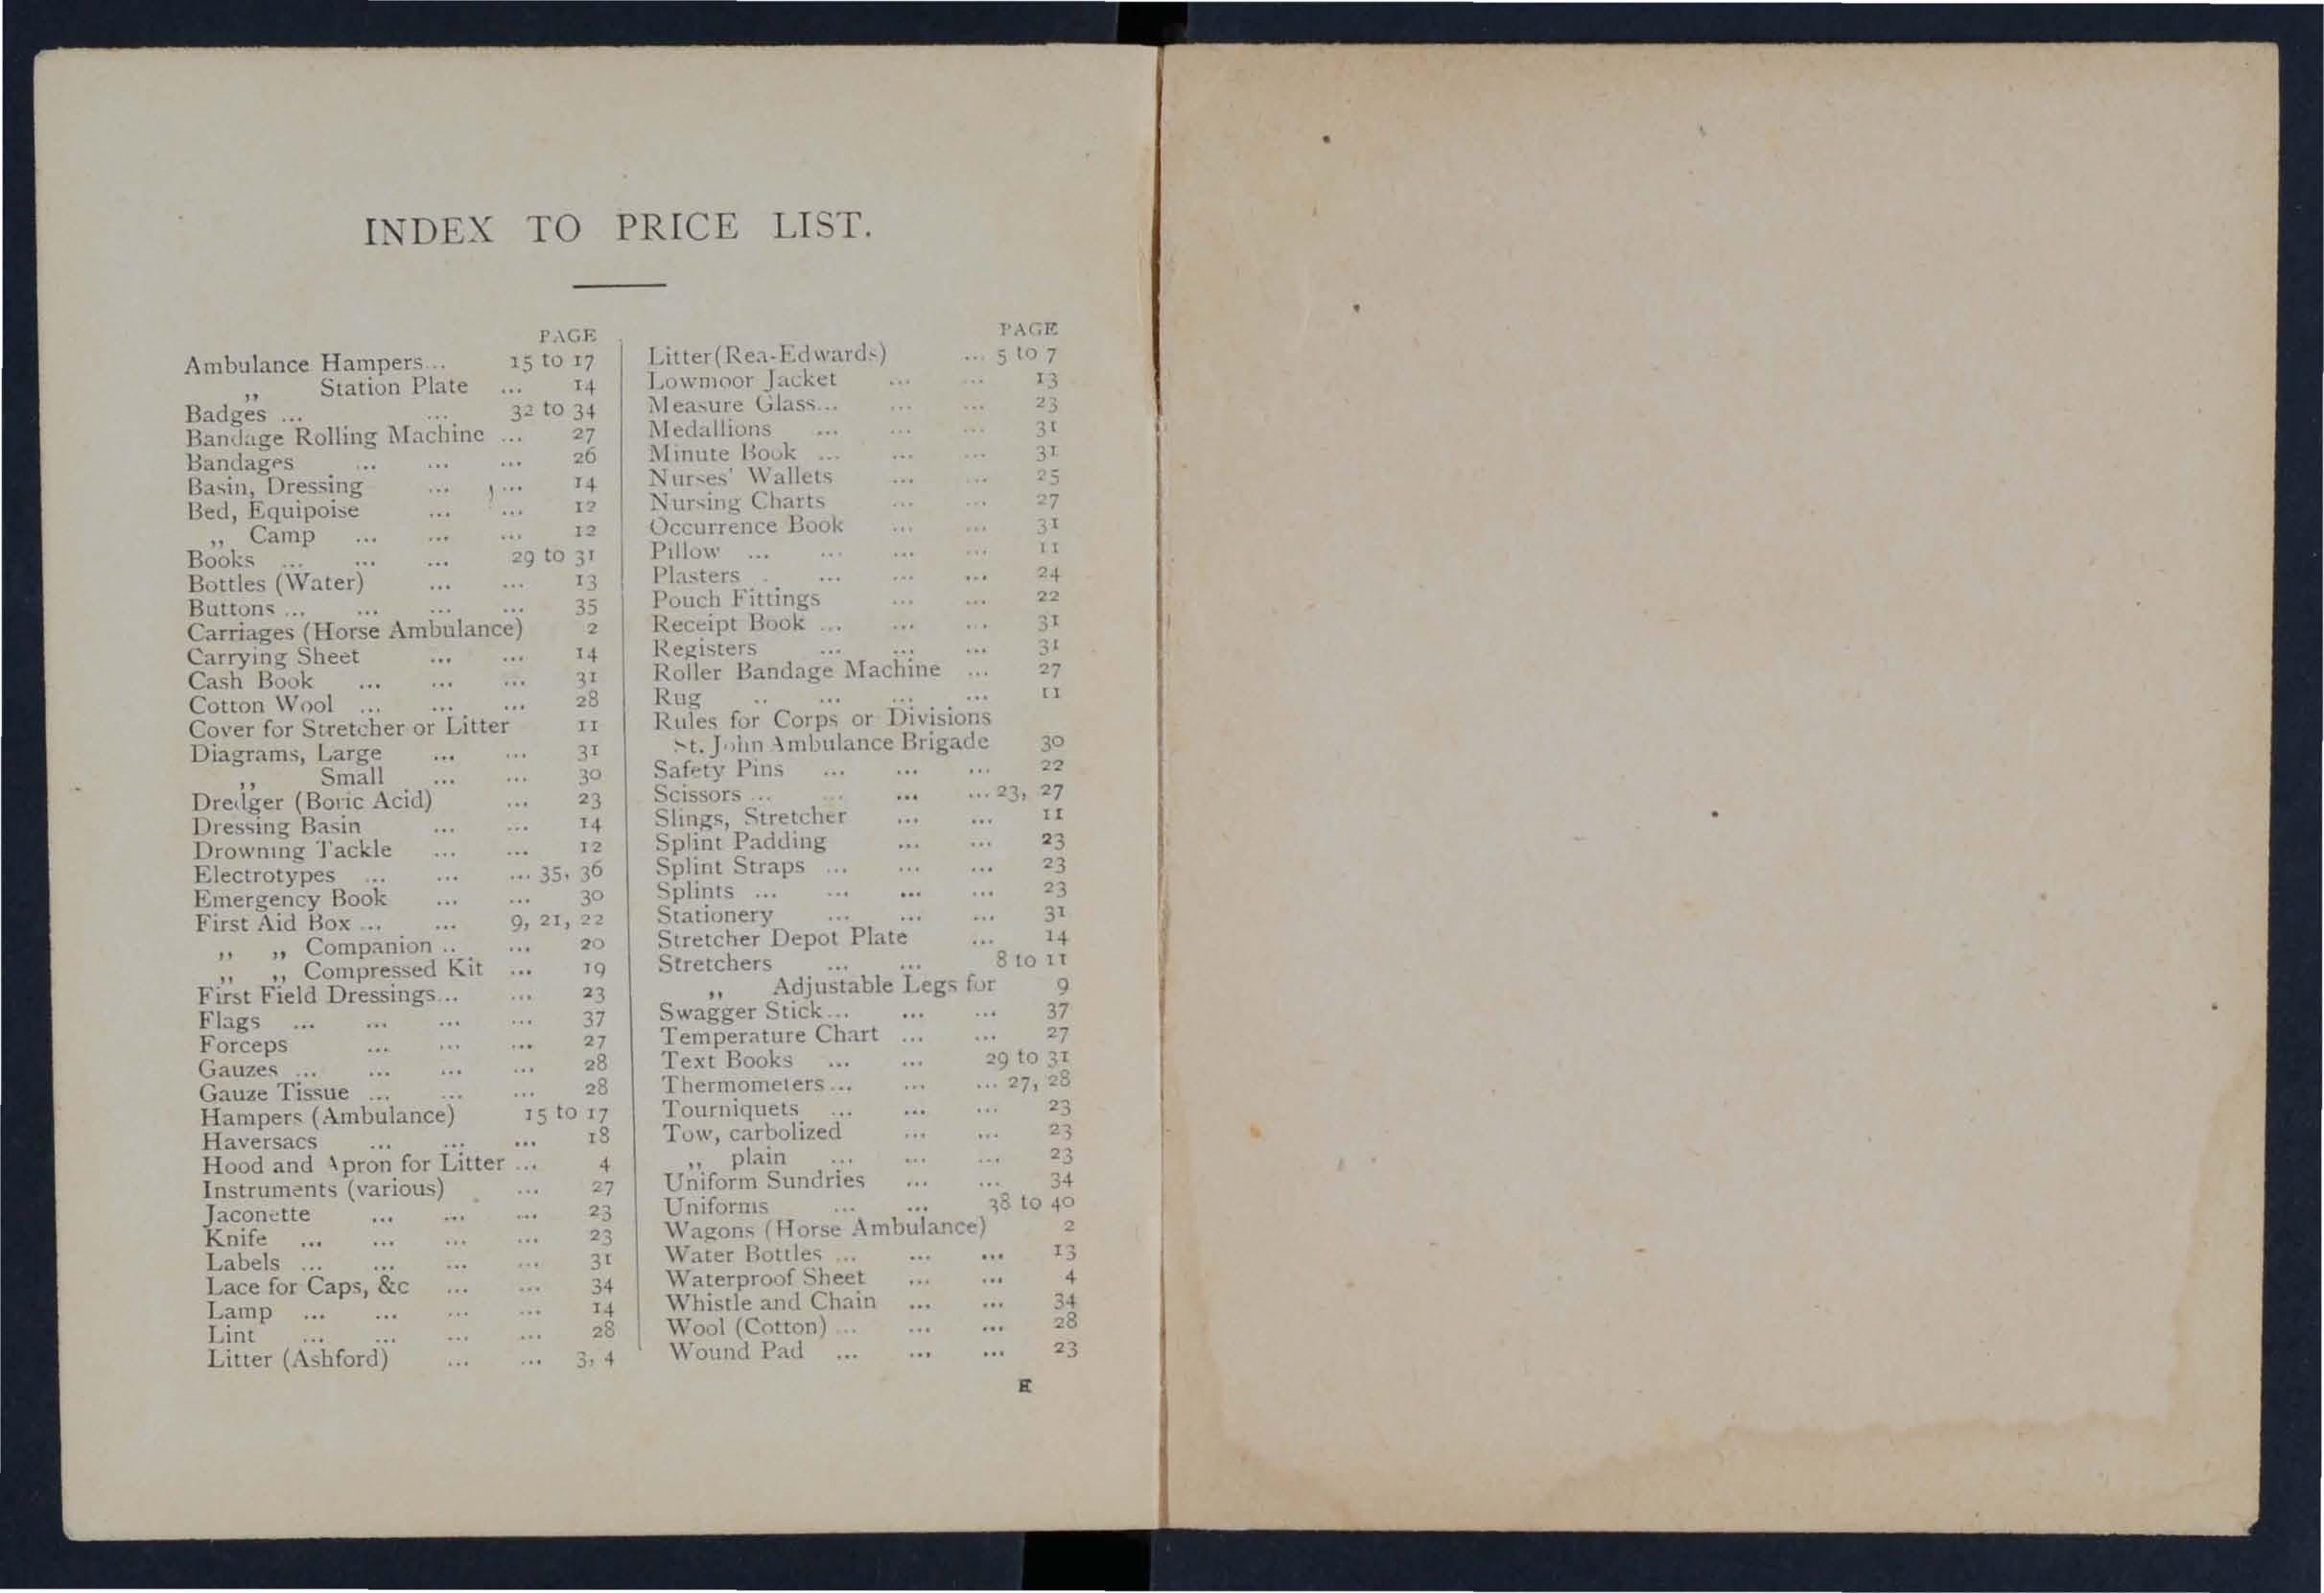 INDEX TO PRICE LIST.
PAGE
Ambulance Hampers... 15 to 17
,, Station Plate ... 14
Badges ... ... 32 to 34
Bandage Rolling Machine ... 27
Bandages ... ... ... 26
Basin, Dressing ... ... 14
Bed, Equipoise ... ... 12
,, Camp ... ... ... 12
Books ... ... ... 29 to 31
Bottles (Water) ... ... 13
Buttons ... ... ... ... 35
Carriages (Horse Ambulance) 2
Carrying Sheet ... ... 14
Cash Book ... ... ... 31
Cotton Wool ... ... ... 28
Cover for Stretcher or Litter 11
Diagrams, Large ... ... 31
,, Small ... ... 30
Dredger (Boric Acid) ... 23
Dressing Basin ... ... 14
Drowning Tackle ... ... 12
Electrotypes ... ... ... 35, 36
Emergency Book ... ... 30
First Aid Box ... ... 9, 21, 22
,, ,, Companion .. ... 20
,, ,, Compressed Kit ... 19
First Field Dressings... ... 23
Flags ... ... ... ... 37
Forceps ... ... ... 27
Gauzes ... ... ... ... 28
Gauze Tissue ... ... ... 28
Hampers (Ambulance) 15 to 17
Haversacs ... ... ... 18
Hood and Apron for Litter ... 4
Instruments (various) ... 27
Jaconette ... ... ... 23
Knife ... ... ... ... 23
Labels ... ... ... ... 31
Lace for Caps, &c ... ... 34
Lamp ... ... ... ... 14
Lint ... ... ... ... 28
Litter (Ashford) ... ... 3, 4
PAGE
Litter (Rea-Edwards) ... 5 to 7
Lowmoor Jacket ... ... 13
Measure Glass... ... ... 23
Medallions ... ... ... 31
Minute Book ... ... ... 31
Nurses' Wallets ... ... 25
Nursing Charts ... ... 27
Occurrence Book ... ... 31
Pillow ... ... ... ... 11
Plasters . ... ... ... 24
Pouch Fittings ... ... 22
Receipt Book ... ... ... 31
Registers ... ... ... 31
Roller Bandage Machine ... 27
Rug .. ... ... ... 11
Rules for Corps or Divisions
St. John Ambulance Brigade 30
Safety Pins ... ... ... 22
Scissors ... ... ... ... 23, 27
Slings, Stretcher ... ... 11
Splint Padding ... ... 23
Splint Straps ... ... ... 23
Splints ... ... ... ... 23
Stationery ... ... ... 31
Stretcher Depot Plate ... 14
Stretchers ... ... 8 to 11
,, Adjustable Legs for 9
Swagger Stick... ... ... 37
Temperature Chart ... ... 27
Text Books ... ... 29 to 31
Thermometers... ... ... 27, 28
Tourniquets ... ... ... 23
Tow, carbolized ... ... 23
,, plain ... ... ... 23
Uniform Sundries ... ... 34
Uniforms ... ... 38 to 40
Wagons (Horse Ambulance) 2
Water Bottles ... ... ... 13
Waterproof Sheet ... ... 4
Whistle and Chain ... ... 34
Wool (Cotton) ... ... ... 28
Wound Pad ... ... ... 23
E